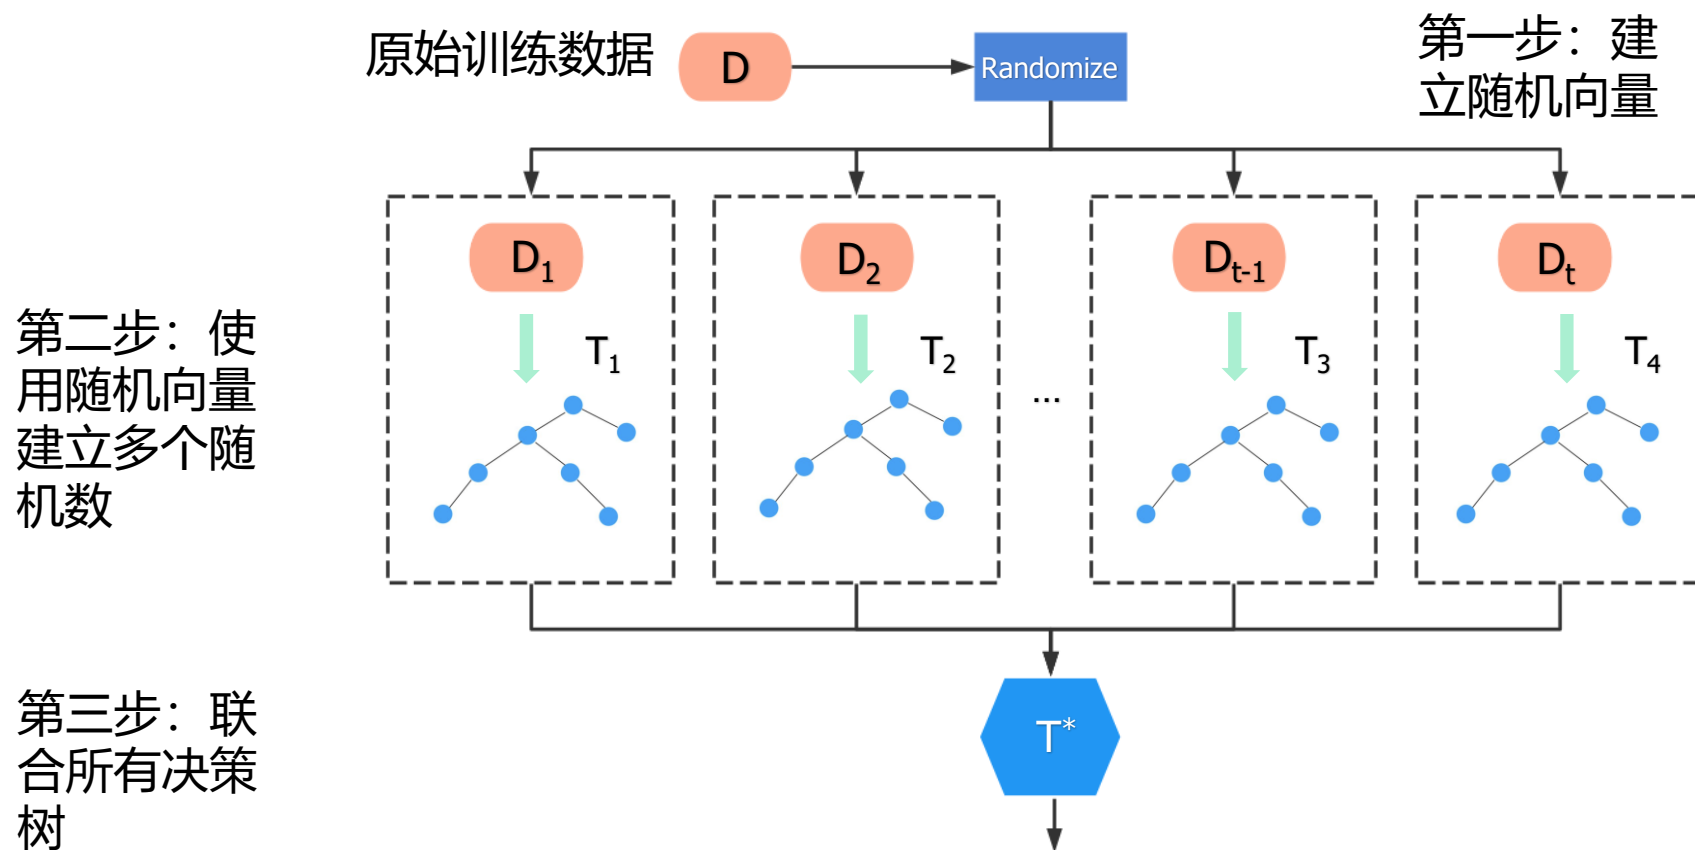 原始训练数据
D
Randomize
第一步：建
立随机向量
D1
D2
Dt-1
Dt
T1
T2
...
T3
T4
第二步：使
用随机向量
建立多个随
机数
第三步：联
合所有决策
树
T*